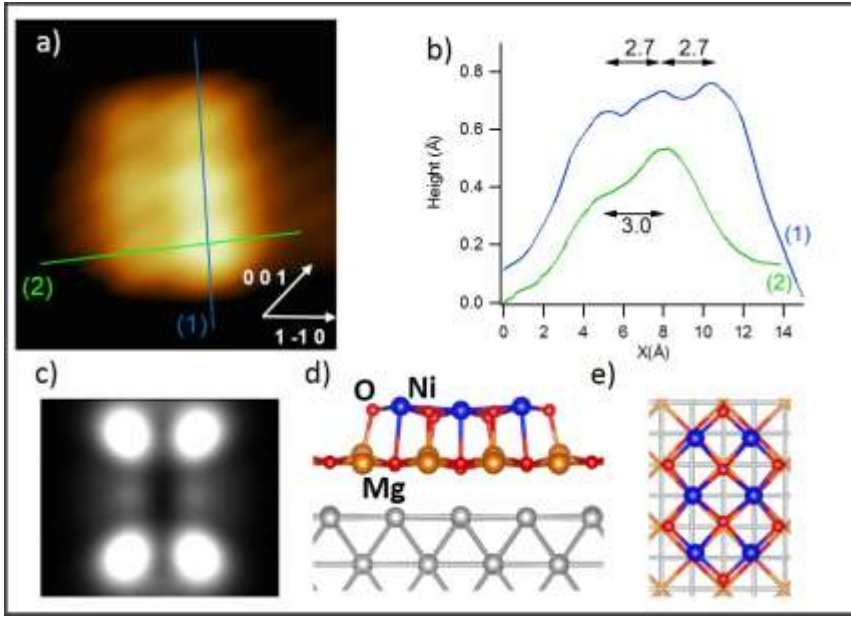 a)
(2)
(1)
0 0 1
1 -1 0
b)
2.7 2.7
3.0
(1)
(2)
Height (Å)
0.8
0.6
0.4
0.2
0.0
0 2 4 6 8 10 12 14
X(Å)
c)
d)
O Ni
Mg
e)